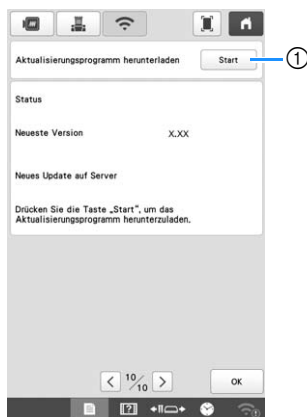 Aktualisierungsprogramm herunterladen Start
①
Status
Neueste Version X.XX
Neues Update auf Server
Drücken Sie die Taste „Start“, um das
Aktualisierungsprogramm herunterzuladen.
10/10
OK